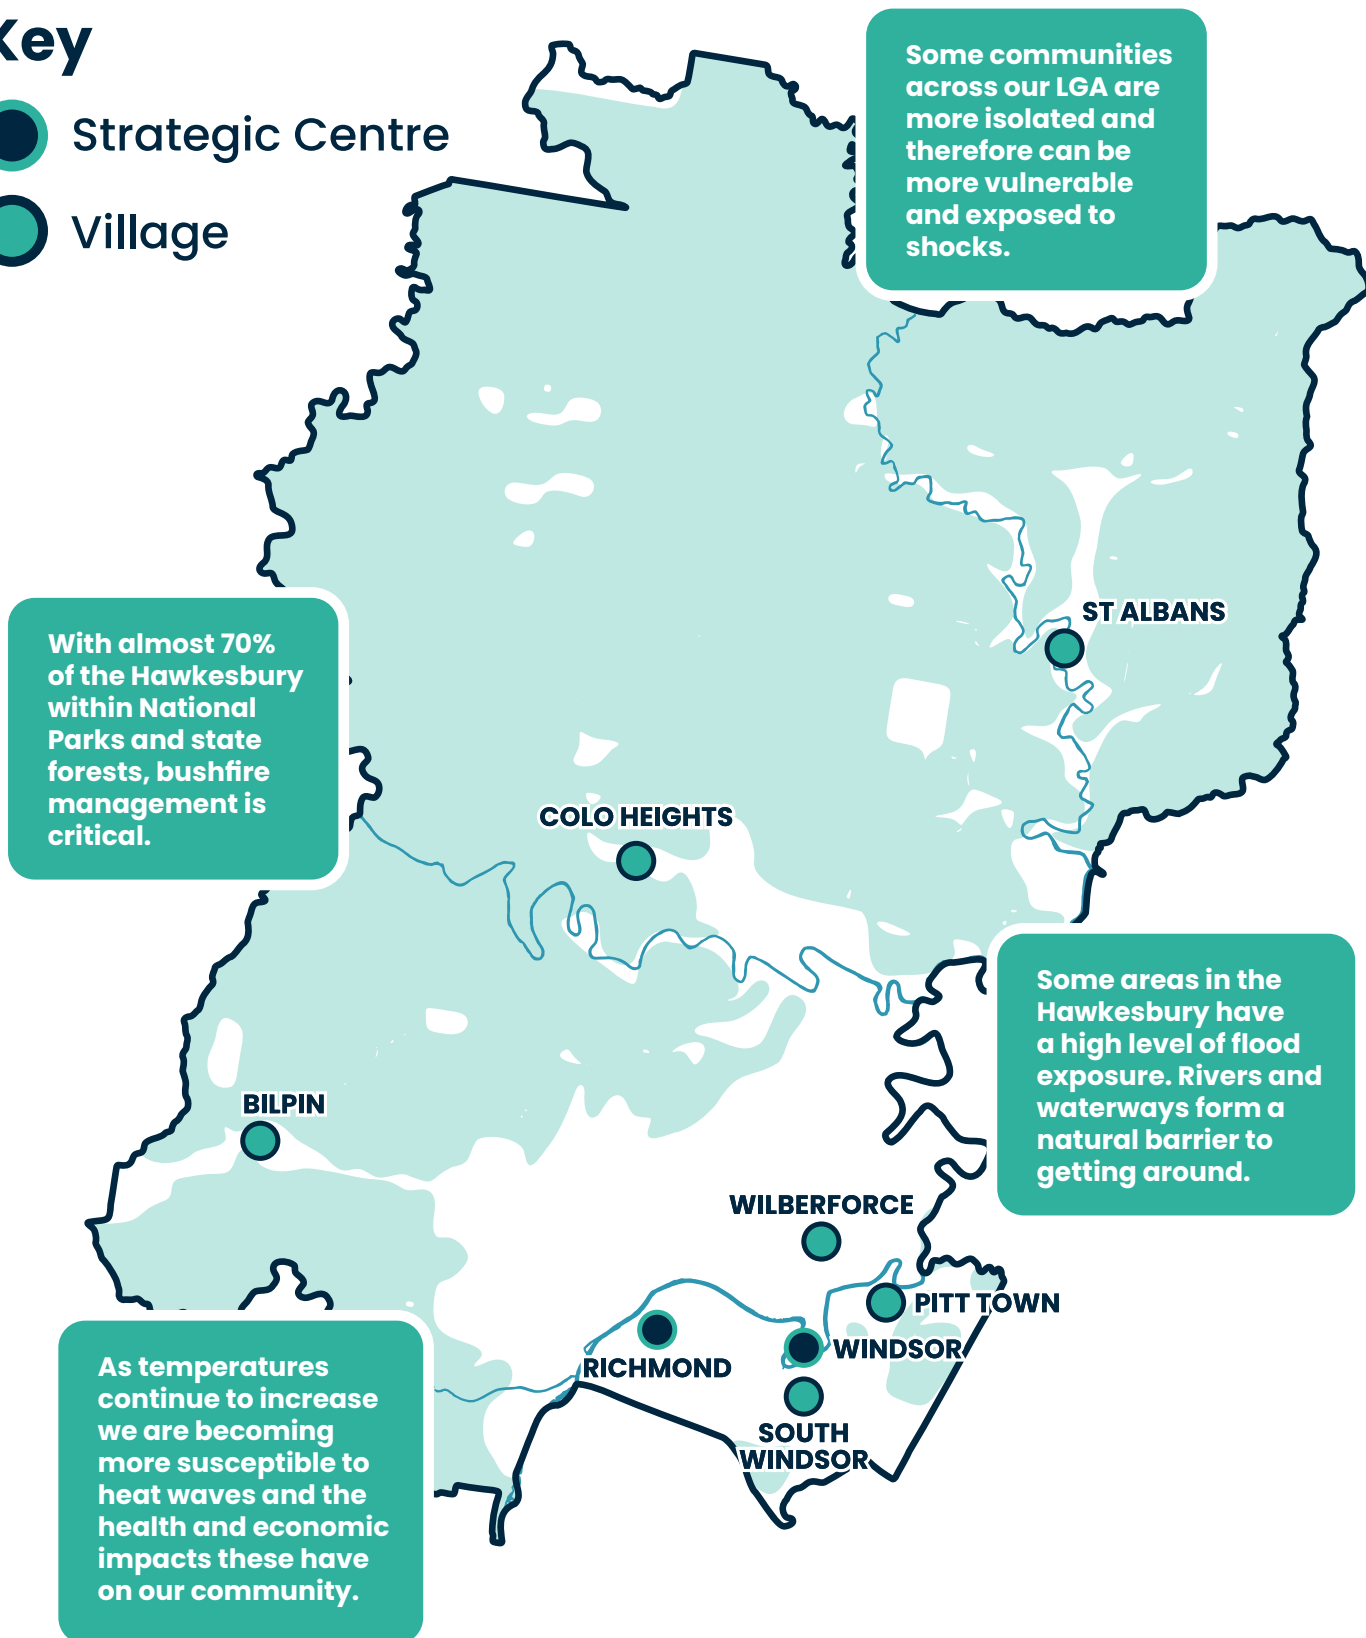 Key
Strategic Centre
Village
Some communities
across our LGA are
more isolated and
therefore can be
more vulnerable
and exposed to
shocks.
ST ALBANS
With almost 70%
of the Hawkesbury
within National
Parks and state
forests, bushfire
management is
critical.
COLO HEIGHTS
Some areas in the
Hawkesbury have
a high level of flood
exposure. Rivers and
waterways form a
natural barrier to
getting around.
BILPIN
WILBERFORCE
PITT TOWN
WINDSOR
RICHMOND
SOUTH
WINDSOR
As temperatures
continue to increase
we are becoming
more susceptible to
heat waves and the
health and economic
impacts these have
on our community.